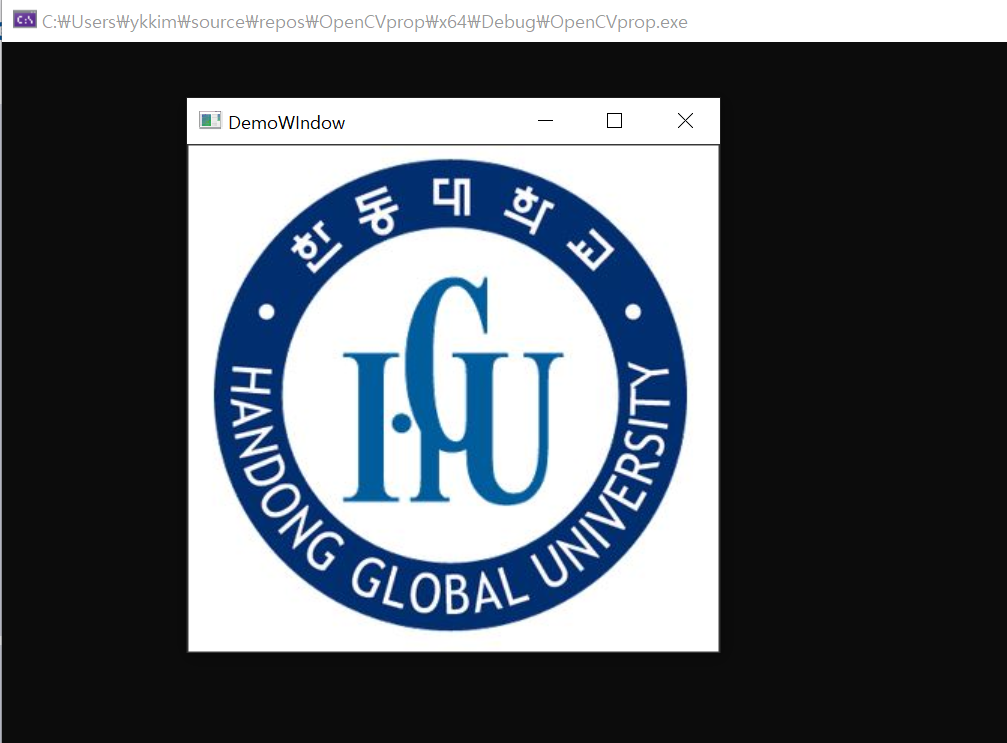 C:\
C:₩Users₩ykkim₩source₩repos₩OpenCVprop₩x64₩Debug₩OpenCVprop.exe
DemoWIndow
한동대학교
HGU
HANDONG GLOBAL UNIVERSITY